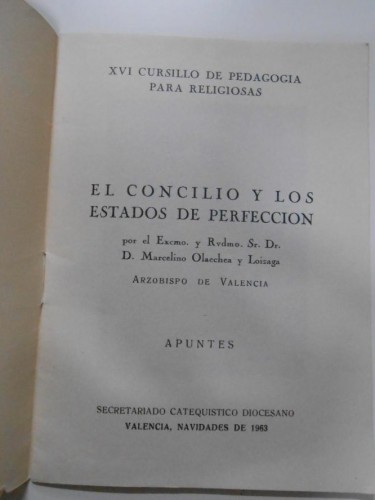 XVI CURSILLO DE PEDAGOGIA
PARA RELIGIOSAS
EL CONCILIO Y LOS
ESTADOS DE PERFECCION
por el Excmo. y Rvdmo. Sr. Dr.
D. Marcelino Olaechea y Loizaga
ARZOBISPO DE VALENCIA
APUNTES
SECRETARIADO CATEQUISTICO DIOCESANO
VALENCIA, NAVIDADES DE 1963